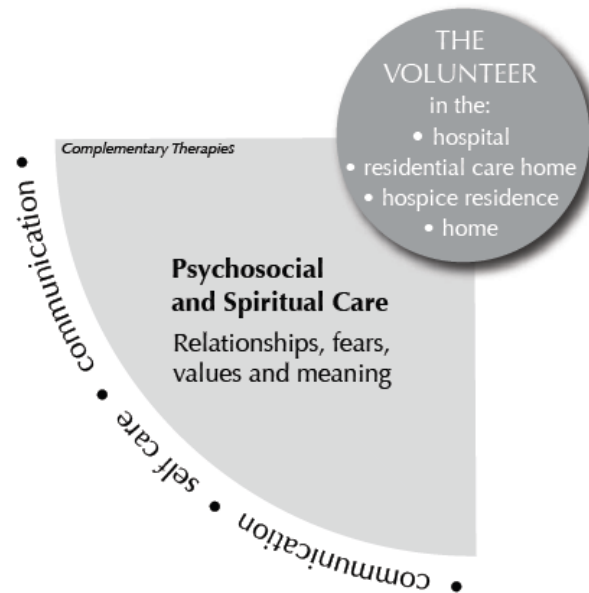 THE
VOLUNTEER
in the:
• hospital
• residential care home
• hospice residence
• home
Complementary Therapies
Psychosocial
and Spiritual Care
Relationships, fears,
values and meaning
• communication • self care • communication •